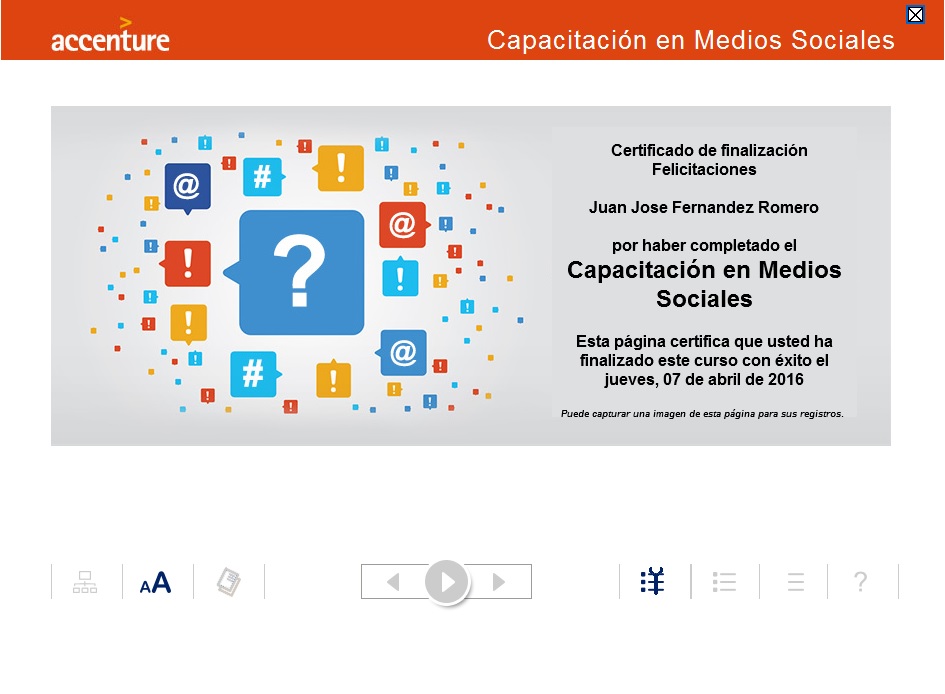 accenture
Capacitación en Medios Sociales
Certificado de finalización
Felicitaciones
Juan Jose Fernandez Romero
por haber completado el
Capacitación en Medios
Sociales
Esta página certifica que usted ha
finalizado este curso con éxito el
jueves, 07 de abril de 2016
Puede capturar una imagen de esta página para sus registros.
AA